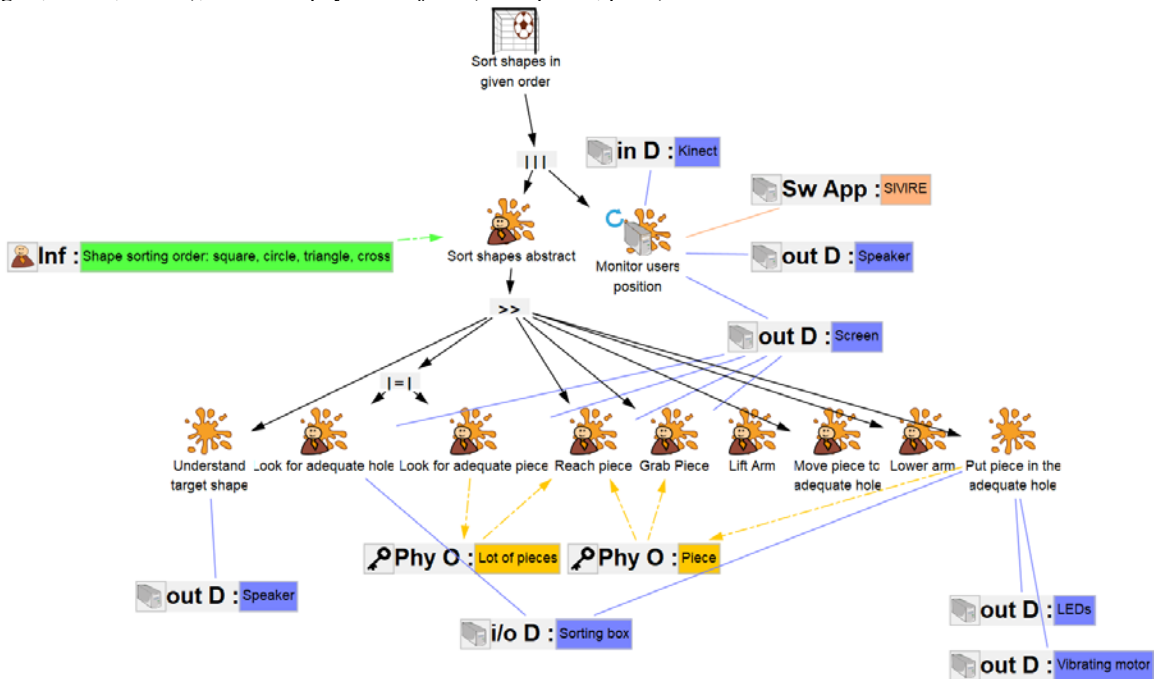 Sort shapes in
given order
|||
in D : Kinect
Sw App : SIVIRE
Inf : Shape sorting order: square, circle, triangle, cross
Sort shapes abstract
Monitor users
position
out D : Speaker
>>
out D : Screen
|=|
Understand
target shape
Look for adequate hole
Look for adequate piece
Reach piece
Grab Piece
Lift Arm
Move piece to
adequate hole
Lower arm
Put piece in the
adequate hole
Phy O : Lot of pieces
Phy O : Piece
out D : Speaker
i/o D : Sorting box
out D : LEDs
out D : Vibrating motor